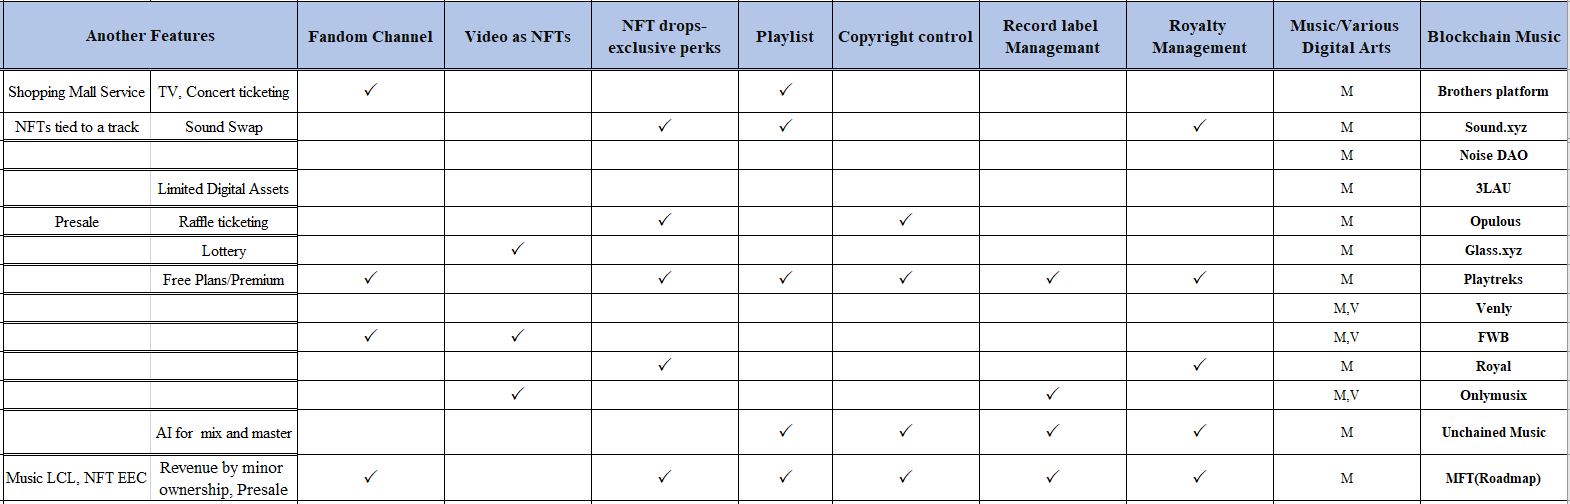 Another Features
Fandom Channel
Video as NFTs
NFT drops-
exclusive perks
Playlist
Copyright control
Record label
Managemant
Royalty
Management
Music/Various
Digital Arts
Blockchain Music
Shopping Mall Service TV, Concert ticketing ✓ ✓ M Brothers platform
NFTs tied to a track Sound Swap ✓ ✓ ✓ M Sound.xyz
M Noise DAO
Limited Digital Assets M 3LAU
Presale Raffle ticketing ✓ ✓ M Opulous
Lottery ✓ M Glass.xyz
Free Plans/Premium ✓ ✓ ✓ ✓ ✓ ✓ M Playtreks
M,V Venly
✓ ✓ M,V FWB
✓ ✓ M Royal
✓ ✓ M,V Onlymusix
AI for mix and master ✓ ✓ ✓ ✓ M Unchained Music
Music LCL, NFT EEC Revenue by minor
ownership, Presale ✓ ✓ ✓ ✓ ✓ ✓ M MFT(Roadmap)